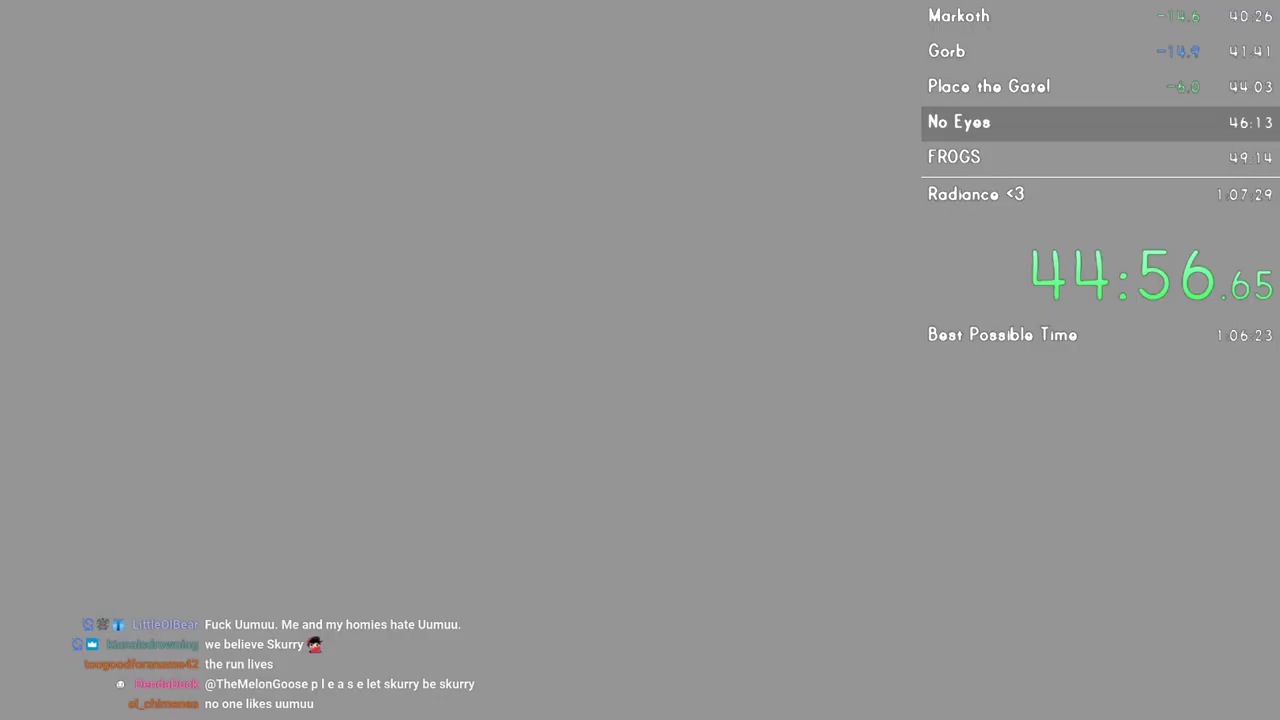 Markoth -14.6 40:26
Gorb -14.9 41:41
Place the Gate! -6.0 44:03
No Eyes 46:13
FROGS 49:14
Radiance <3 1:07:29
44:56.65
Best Possible Time 1:06:23
LittleOlBear Fuck Uumuu. Me and my homies hate Uumuu.
we believe Skurry
toogoodforaname42 the run lives
DendaDuck @TheMelonGoose p l e a s e let skurry be skurry
ol_chimenes no one likes uumuu